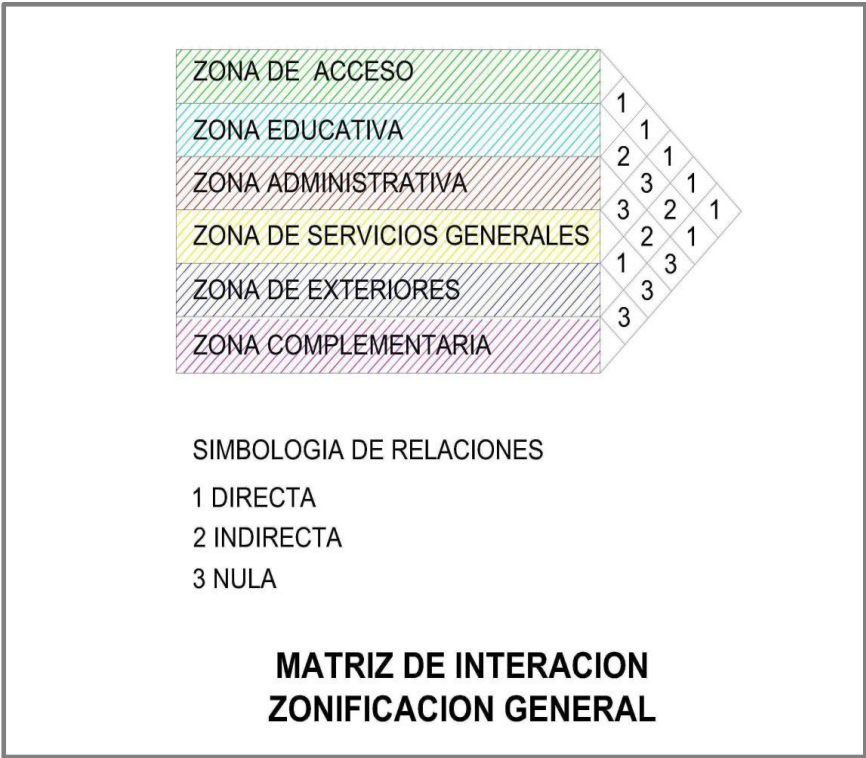 ZONA DE ACCESO
1
ZONA EDUCATIVA 1
2 1
ZONA ADMINISTRATIVA 3 1
3 2 1
ZONA DE SERVICIOS GENERALES 2 1
1 3
ZONA DE EXTERIORES 3
3
ZONA COMPLEMENTARIA
SIMBOLOGIA DE RELACIONES
1 DIRECTA
2 INDIRECTA
3 NULA
MATRIZ DE INTERACION
ZONIFICACION GENERAL